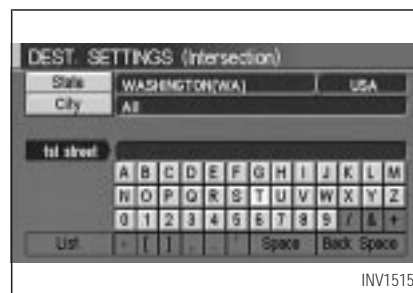 DEST. SETTINGS (Intersection)
State WASHINGTON(WA) USA
City All
1st street
A B C D E F G H I J K L M
N O P Q R S T U V W X Y Z
0 1 2 3 4 5 6 7 8 9 / & +
List - [ ] , . ' Space Back Space
INV1515